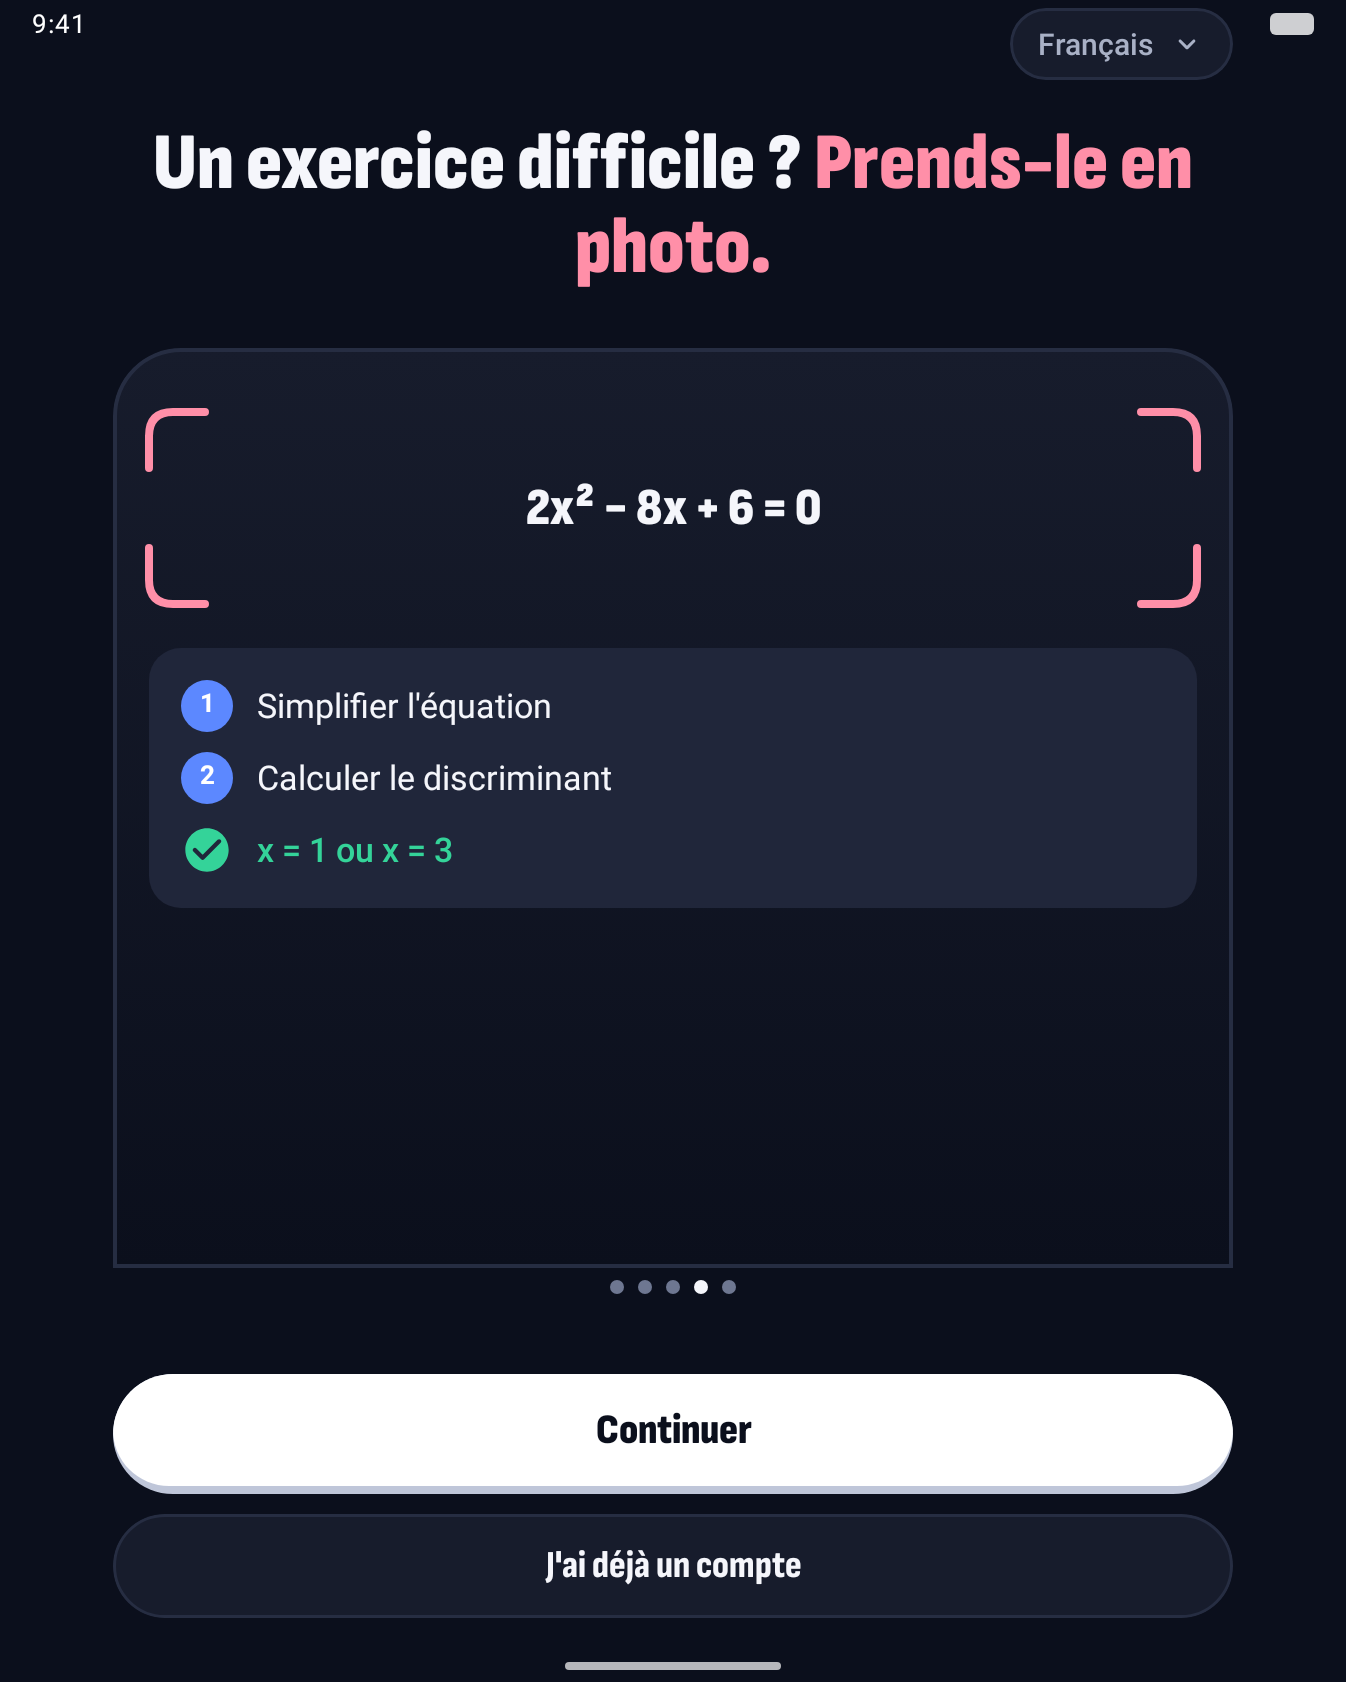 9:41
Français
Un exercice difficile ? Prends-le en
photo.
2x² − 8x + 6 = 0
1 Simplifier l'équation
2 Calculer le discriminant
x = 1 ou x = 3
Continuer
J'ai déjà un compte